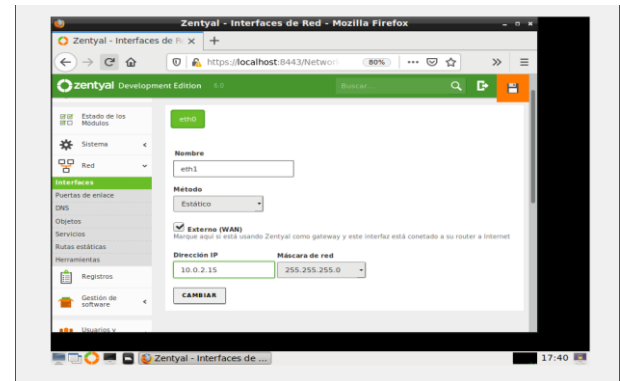 Zentyal - Interfaces de Red - Mozilla Firefox
Zentyal - Interfaces de Re
https://localhost:8443/Networ
80%
zentyal Development Edition 6.0
Buscar...
Estado de los
Módulos
Sistema
Red
Interfaces
Puertas de enlace
DNS
Objetos
Servicios
Rutas estáticas
Herramientas
Registros
Gestión de
software
Usuarios y
eth0
Nombre
eth1
Método
Estático
Externo (WAN)
Marque aquí si está usando Zentyal como gateway y este interfaz está conetado a su router a Internet
Dirección IP
Máscara de red
10.0.2.15
255.255.255.0
CAMBIAR
Zentyal - Interfaces de ...
17:40